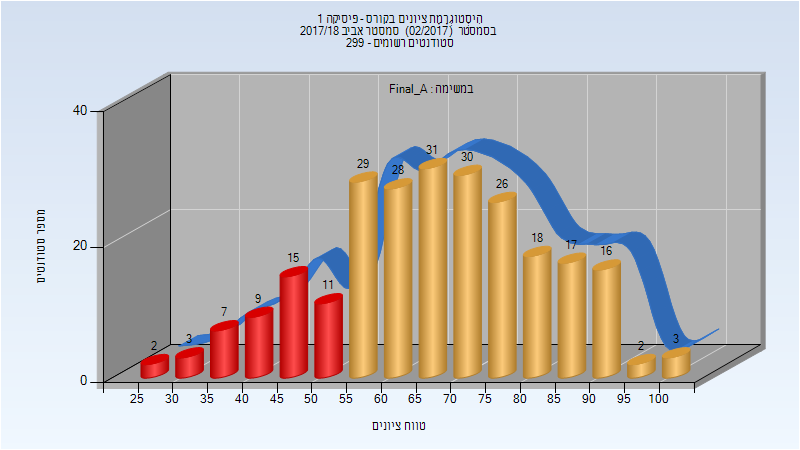 היסטוגרמת ציונים בקורס - פיסיקה 1
בסמסטר (02/2017) סמסטר אביב 2017/18
סטודנטים רשומים - 299
במשימה : Final_A
40
20
0
מספר סטודנטים
2
3
7
9
15
11
29
28
31
30
26
18
17
16
2
3
25 30 35 40 45 50 55 60 65 70 75 80 85 90 95 100
טווח ציונים